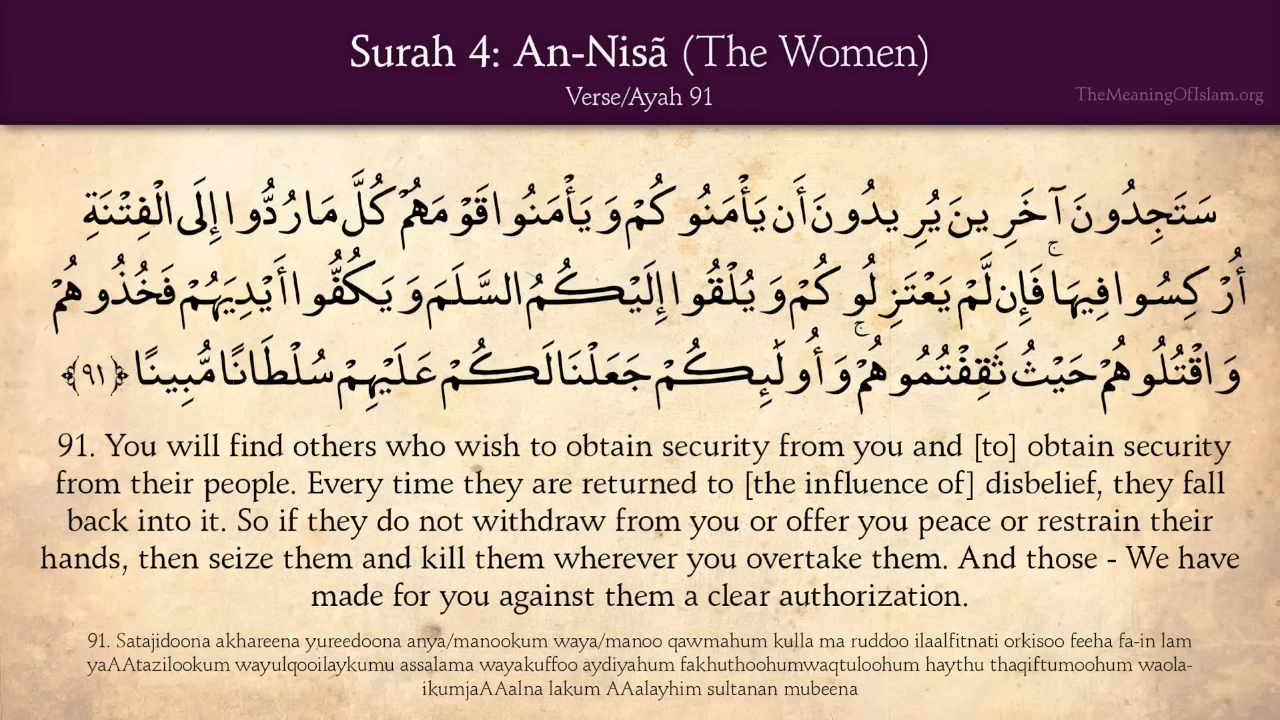 Surah 4: An-Nisã (The Women)
Verse/Ayah 91
TheMeaningOfIslam.org
سَتَجِدُونَ آخَرِينَ يُرِيدُونَ أَن يَأْمَنُوكُمْ وَيَأْمَنُوا قَوْمَهُمْ كُلَّ مَا رُدُّوا إِلَى الْفِتْنَةِ
أُرْكِسُوا فِيهَا ۚ فَإِن لَّمْ يَعْتَزِلُوكُمْ وَيُلْقُوا إِلَيْكُمُ السَّلَمَ وَيَكُفُّوا أَيْدِيَهُمْ فَخُذُوهُمْ
وَاقْتُلُوهُمْ حَيْثُ ثَقِفْتُمُوهُمْ ۚ وَأُولَٰئِكُمْ جَعَلْنَا لَكُمْ عَلَيْهِمْ سُلْطَانًا مُّبِينًا ﴿٩١﴾
91. You will find others who wish to obtain security from you and [to] obtain security
from their people. Every time they are returned to [the influence of] disbelief, they fall
back into it. So if they do not withdraw from you or offer you peace or restrain their
hands, then seize them and kill them wherever you overtake them. And those - We have
made for you against them a clear authorization.
91. Satajidoona akhareena yureedoona anya/manookum waya/manoo qawmahum kulla ma ruddoo ilaalfitnati orkisoo feeha fa-in lam
yaAAtazilookum wayulqooilaykumu assalama wayakuffoo aydiyahum fakhuthoohumwaqtuloohum haythu thaqiftumoohum waola-
ikumjaAAalna lakum AAalayhim sultanan mubeena